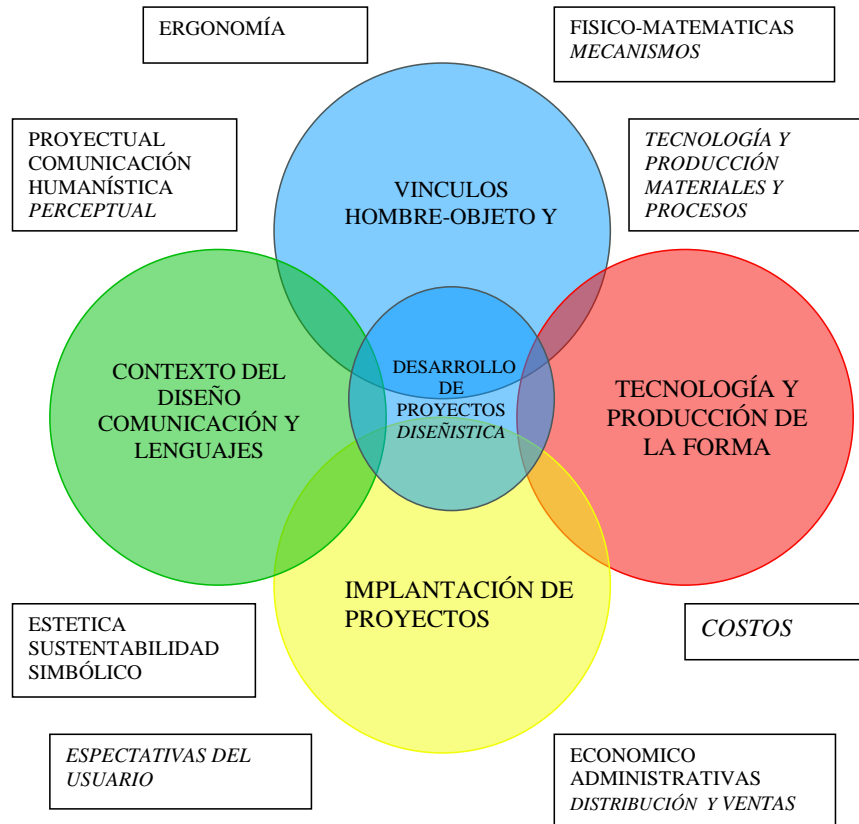 ERGONOMÍA
FISICO-MATEMATICAS
MECANISMOS
PROYECTUAL
COMUNICACIÓN
HUMANÍSTICA
PERCEPTUAL
TECNOLOGÍA Y
PRODUCCIÓN
MATERIALES Y
PROCESOS
VINCULOS
HOMBRE-OBJETO Y
CONTEXTO DEL
DISEÑO
COMUNICACIÓN Y
LENGUAJES
DESARROLLO
DE
PROYECTOS
DISEÑISTICA
TECNOLOGÍA Y
PRODUCCIÓN DE
LA FORMA
IMPLANTACIÓN DE
PROYECTOS
ESTETICA
SUSTENTABILIDAD
SIMBÓLICO
COSTOS
ESPECTATIVAS DEL
USUARIO
ECONOMICO
ADMINISTRATIVAS
DISTRIBUCIÓN Y VENTAS